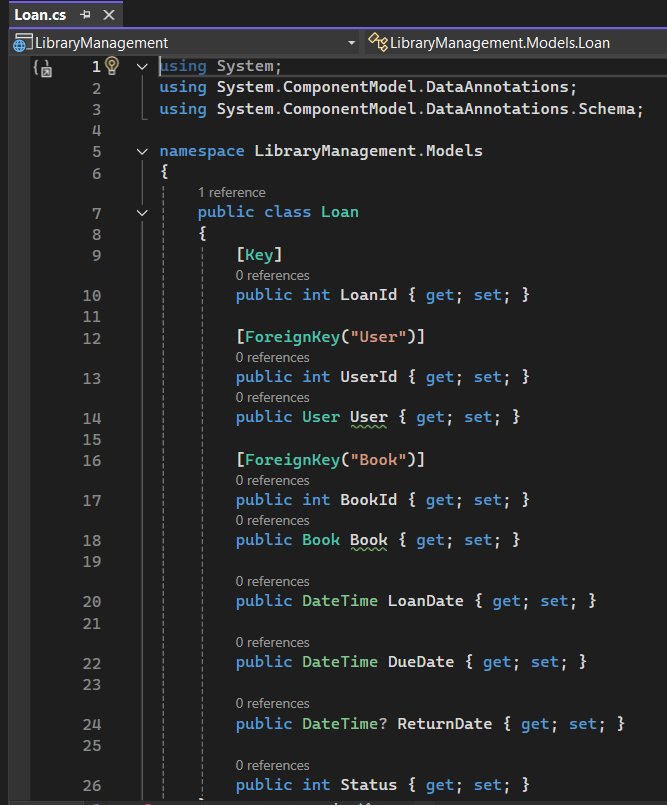 Loan.cs
LibraryManagement
LibraryManagement.Models.Loan
1 using System;
2 using System.ComponentModel.DataAnnotations;
3 using System.ComponentModel.DataAnnotations.Schema;
4
5 namespace LibraryManagement.Models
6 {
1 reference
7 public class Loan
8 {
9 [Key]
0 references
10 public int LoanId { get; set; }
11
12 [ForeignKey("User")]
0 references
13 public int UserId { get; set; }
0 references
14 public User User { get; set; }
15
16 [ForeignKey("Book")]
0 references
17 public int BookId { get; set; }
0 references
18 public Book Book { get; set; }
19
0 references
20 public DateTime LoanDate { get; set; }
21
0 references
22 public DateTime DueDate { get; set; }
23
0 references
24 public DateTime? ReturnDate { get; set; }
25
0 references
26 public int Status { get; set; }